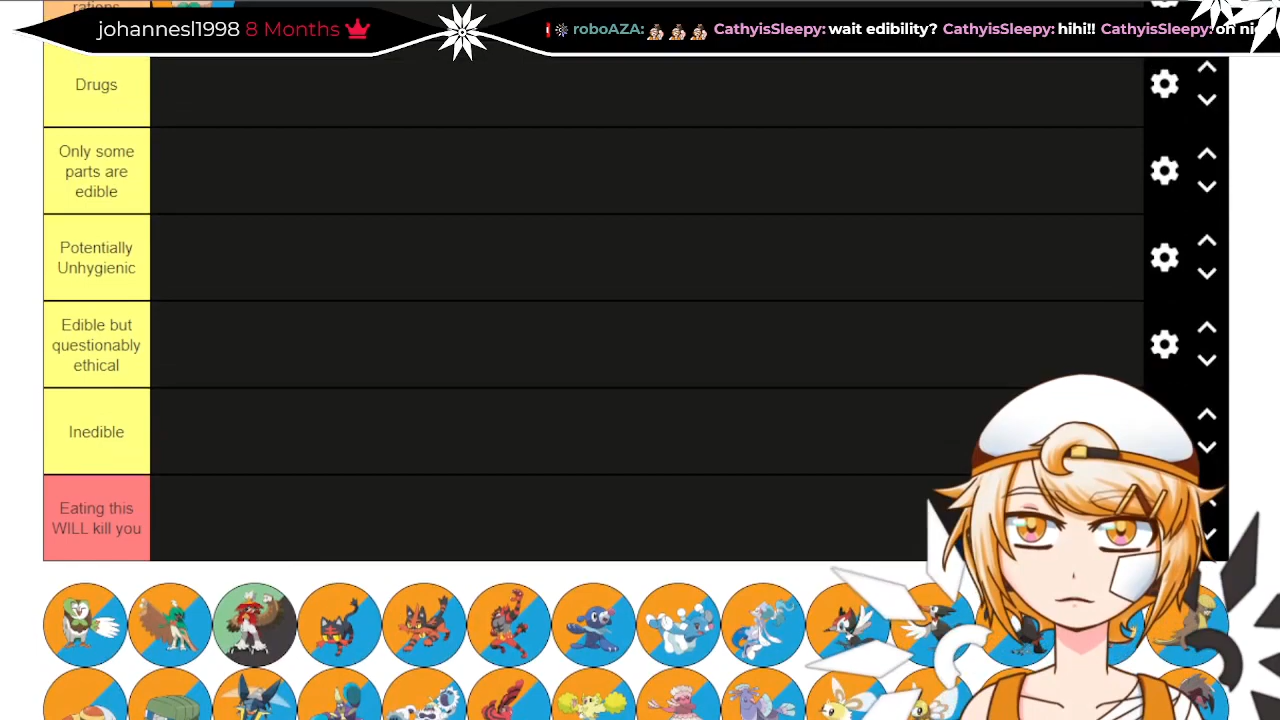 rations
johannesl1998 8 Months
roboAZA: CathyisSleepy: wait edibility? CathyisSleepy: hihi!! CathyisSleepy:
Drugs
Only some
parts are
edible
Potentially
Unhygienic
Edible but
questionably
ethical
Inedible
Eating this
WILL kill you